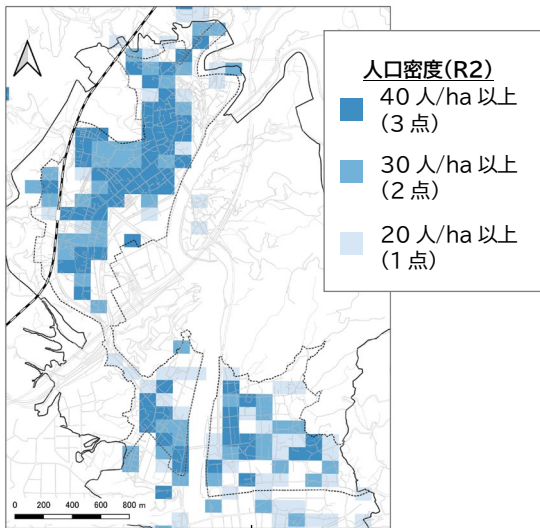 人口密度(R2)
40 人/ha 以上
(3 点)
30 人/ha 以上
(2 点)
20 人/ha 以上
(1 点)
0 200 400 600 800 m